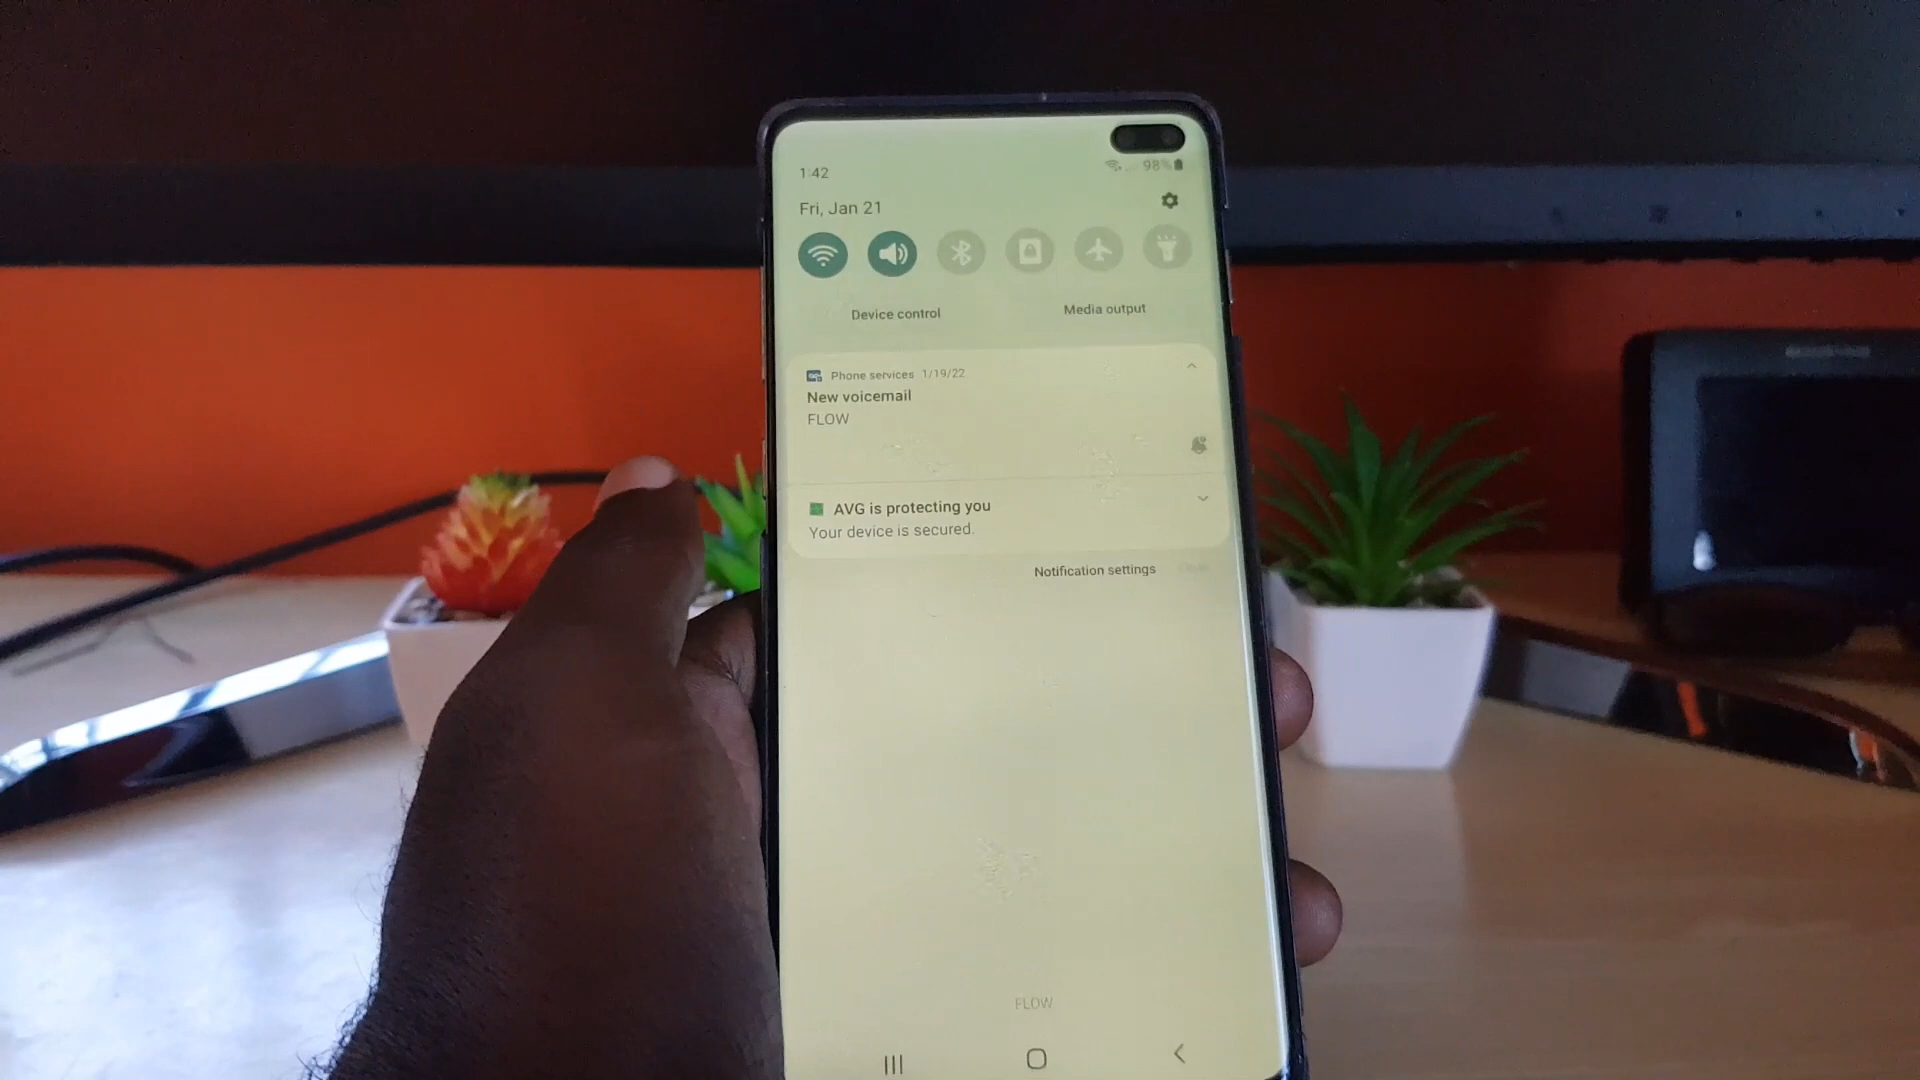 1:42
98%
Fri, Jan 21
Device control
Media output
Phone services 1/19/22
New voicemail
FLOW
AVG is protecting you
Your device is secured.
Notification settings
FLOW